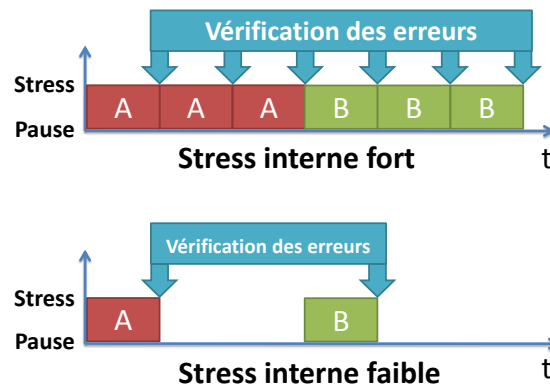 Vérification des erreurs
Stress
A A A B B B
Pause
Stress interne fort
t
Vérification des erreurs
Stress
A B
Pause
Stress interne faible
t